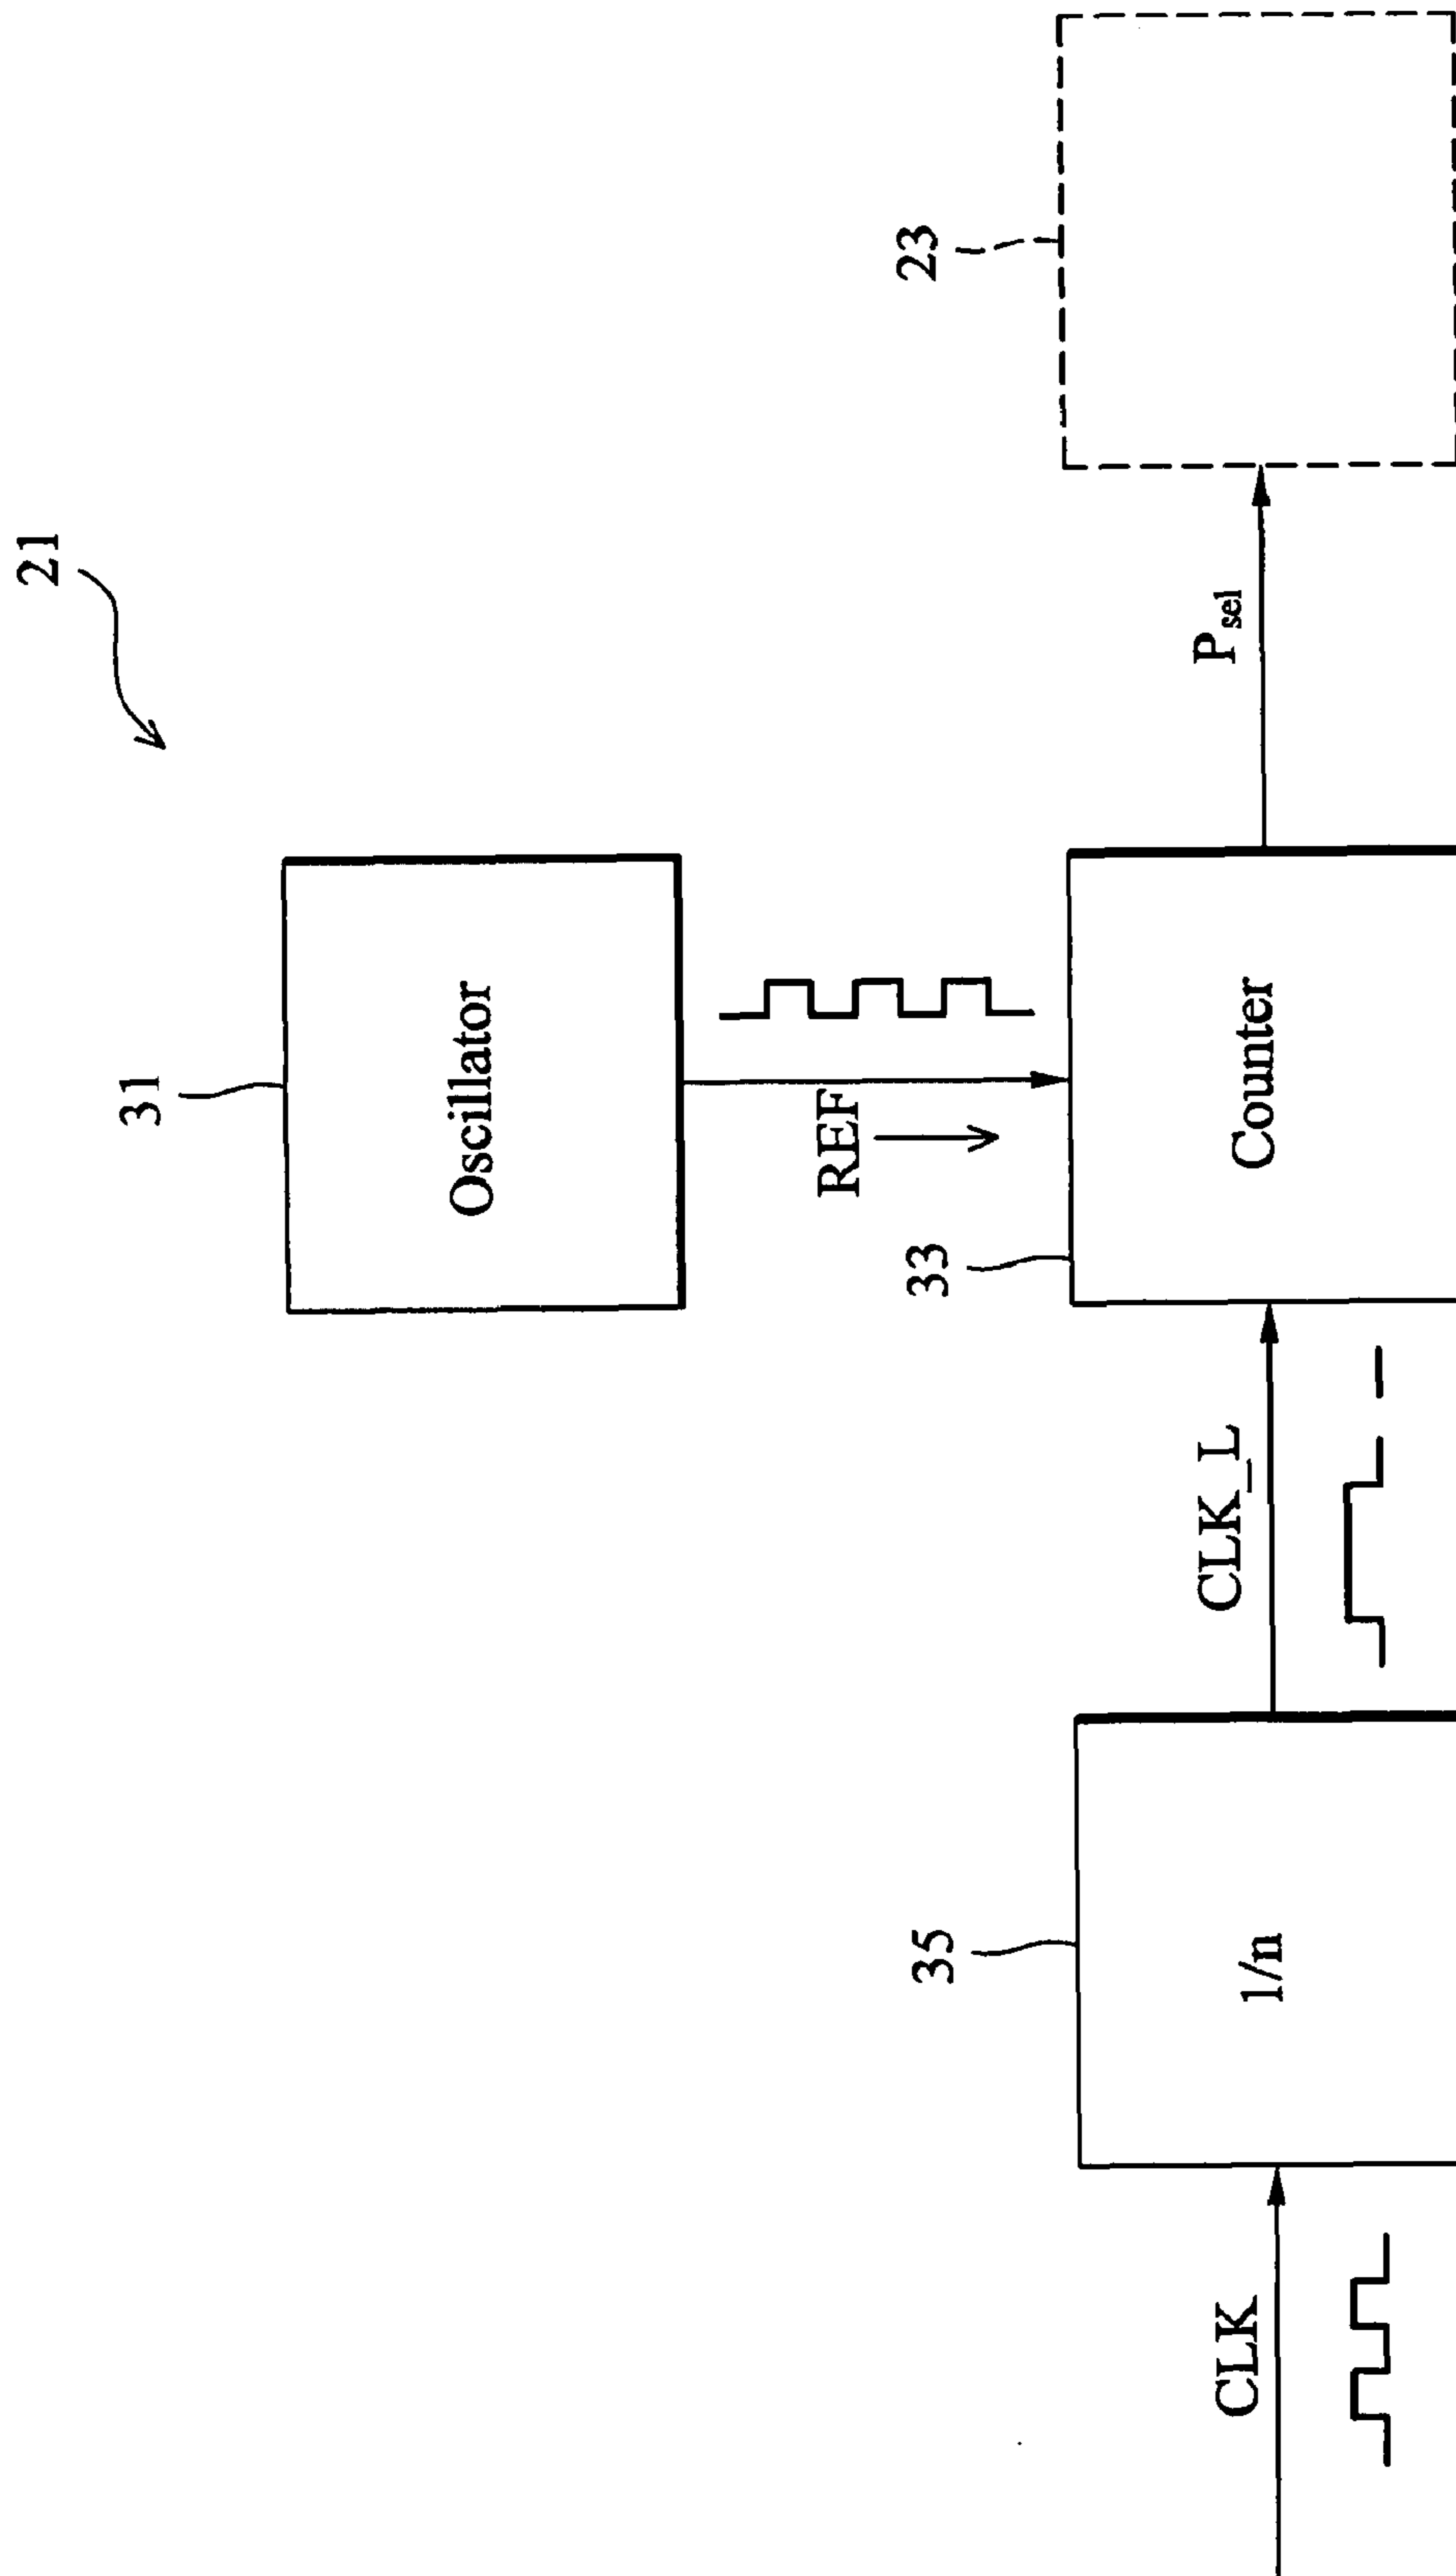 21
31
Oscillator
REF
23
35
33
CLK
1/n
CLK_L
Counter
P_sel